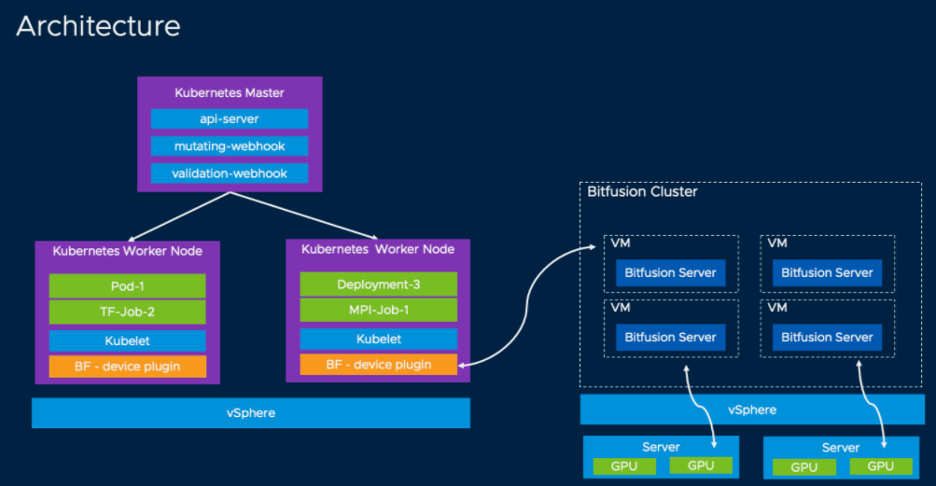 Architecture
Kubernetes Master
api-server
mutating-webhook
validation-webhook
Kubernetes Worker Node
Pod-1
TF-Job-2
Kubelet
BF - device plugin
Kubernetes Worker Node
Deployment-3
MPI-Job-1
Kubelet
BF - device plugin
vSphere
Bitfusion Cluster
VM
Bitfusion Server
VM
Bitfusion Server
VM
Bitfusion Server
VM
Bitfusion Server
vSphere
Server
GPU
GPU
Server
GPU
GPU